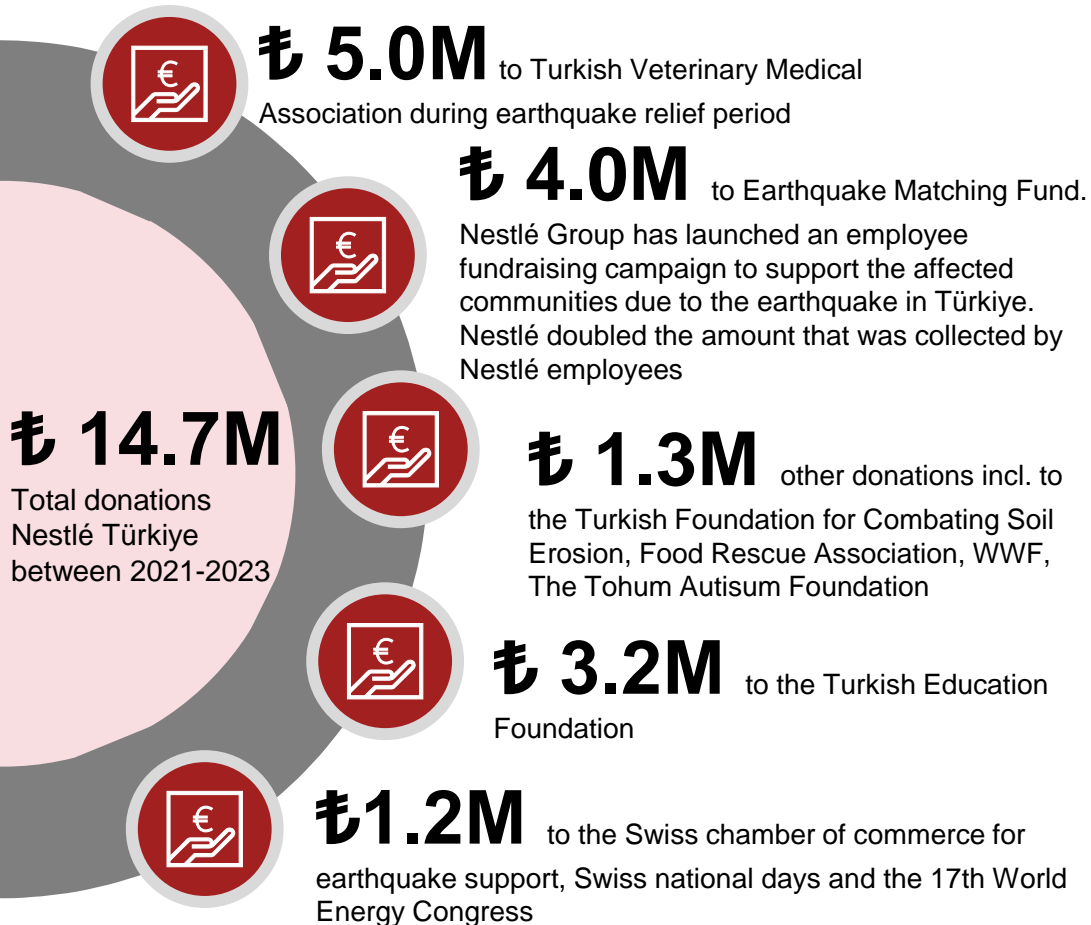 ₺ 5.0M to Turkish Veterinary Medical
Association during earthquake relief period
₺ 4.0M to Earthquake Matching Fund.
Nestlé Group has launched an employee
fundraising campaign to support the affected
communities due to the earthquake in Türkiye.
Nestlé doubled the amount that was collected by
Nestlé employees
₺ 14.7M
Total donations
Nestlé Türkiye
between 2021-2023
₺ 1.3M other donations incl. to
the Turkish Foundation for Combating Soil
Erosion, Food Rescue Association, WWF,
The Tohum Autisum Foundation
₺ 3.2M to the Turkish Education
Foundation
₺1.2M to the Swiss chamber of commerce for
earthquake support, Swiss national days and the 17th World
Energy Congress
€
€
€
€
€